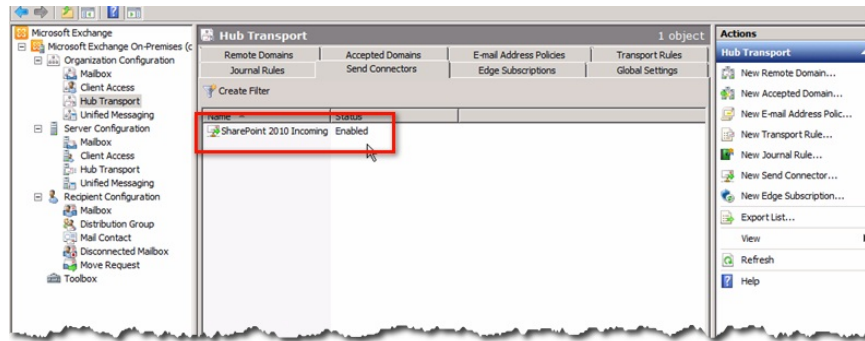 Microsoft Exchange
Microsoft Exchange On-Premises (c
Organization Configuration
Mailbox
Client Access
Hub Transport
Unified Messaging
Server Configuration
Mailbox
Client Access
Hub Transport
Unified Messaging
Recipient Configuration
Mailbox
Distribution Group
Mail Contact
Disconnected Mailbox
Move Request
Toolbox
Hub Transport 1 object
Remote Domains Accepted Domains E-mail Address Policies Transport Rules
Journal Rules Send Connectors Edge Subscriptions Global Settings
Create Filter
Name Status
SharePoint 2010 Incoming Enabled
Actions
Hub Transport
New Remote Domain...
New Accepted Domain...
New E-mail Address Polic...
New Transport Rule...
New Journal Rule...
New Send Connector...
New Edge Subscription...
Export List...
View
Refresh
Help